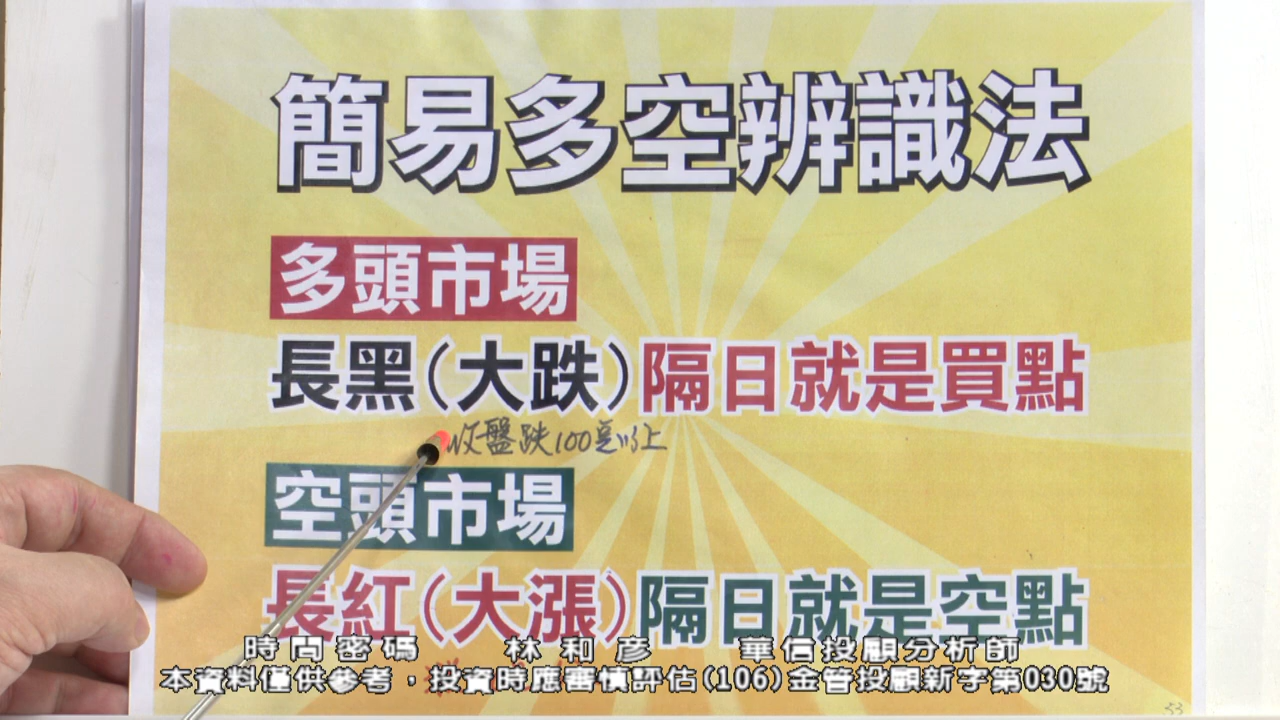 簡易多空辨識法
多頭市場
長黑(大跌)隔日就是買點
收盤跌100點以上
空頭市場
長紅(大漲)隔日就是空點
時間密碼 林和彥 華信投顧分析師
本資料僅供參考，投資時應審慎評估(106)金管投顧新字第030號
53